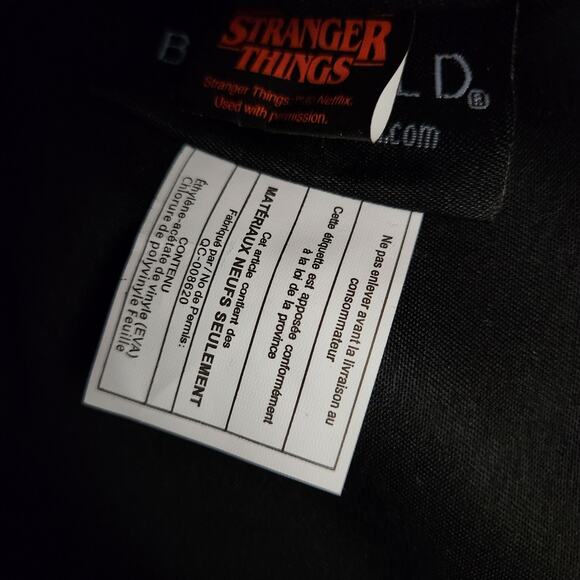 STRANGER
THINGS
Stranger Things ™/© Netflix.
Used with permission.
B LD®
.com
Ne pas enlever avant la livraison au
consommateur
Cette étiquette est apposée conformément
à la loi de la province
Cet article contient des
MATÉRIAUX NEUFS SEULEMENT
Fabriqué par/No de Permis:
QC-008620
CONTENU
Éthylène-acétate de vinyle (EVA)
Chlorure de polyvinyle Feuille